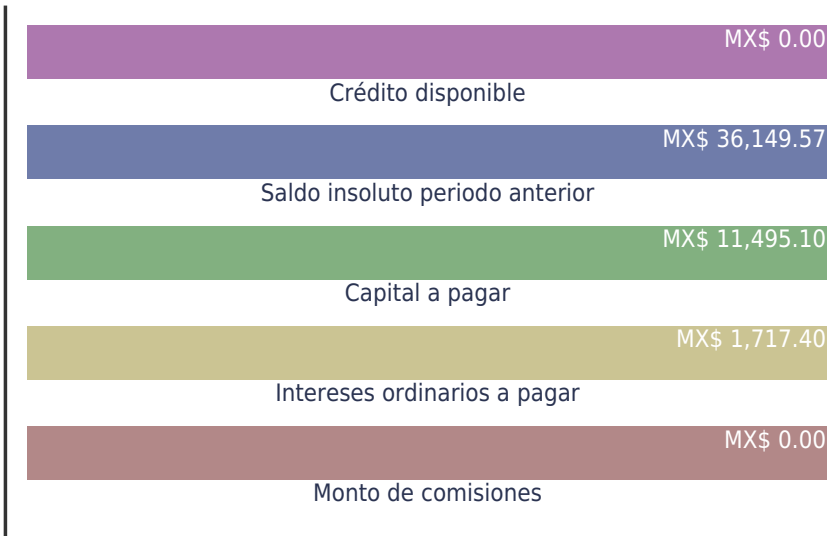 MX$ 0.00
Crédito disponible
MX$ 36,149.57
Saldo insoluto periodo anterior
MX$ 11,495.10
Capital a pagar
MX$ 1,717.40
Intereses ordinarios a pagar
MX$ 0.00
Monto de comisiones